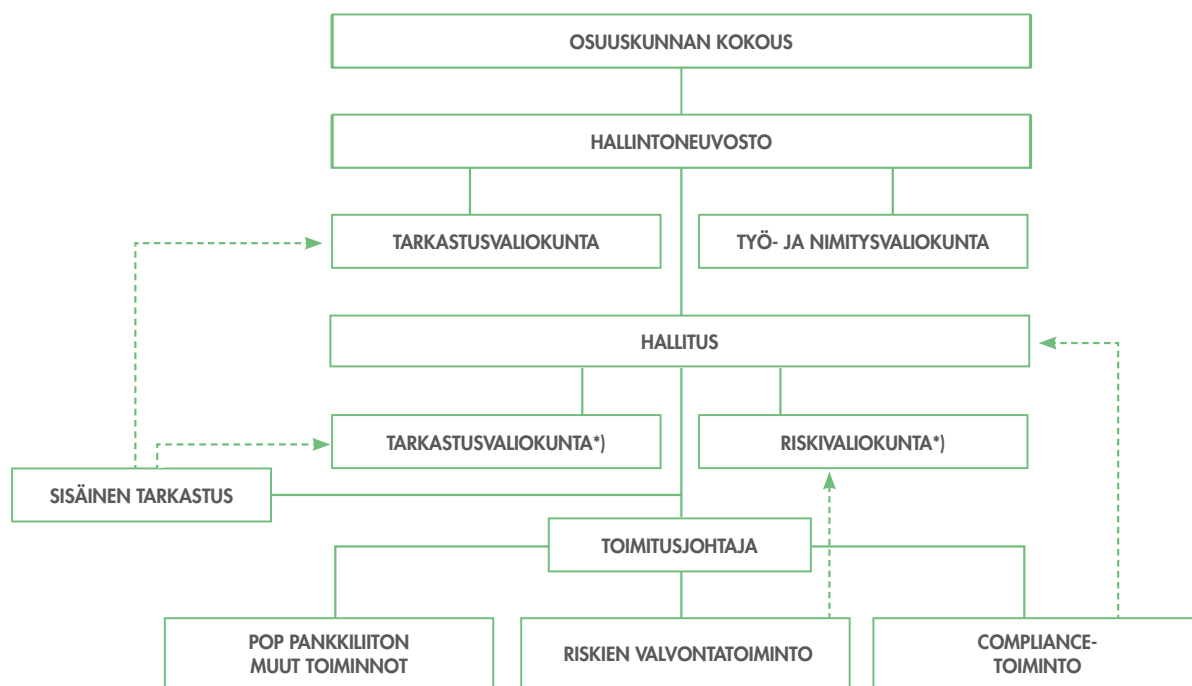 OSUUSKUNNAN KOKOUS
HALLINTONEUVOSTO
TARKASTUSVALIOKUNTA
TYÖ- JA NIMITYSVALIOKUNTA
HALLITUS
TARKASTUSVALIOKUNTA*)
RISKIVALIOKUNTA*)
SISÄINEN TARKASTUS
TOIMITUSJOHTAJA
POP PANKKILIITON
MUUT TOIMINNOT
RISKIEN VALVONTATOIMINTO
COMPLIANCE-
TOIMINTO